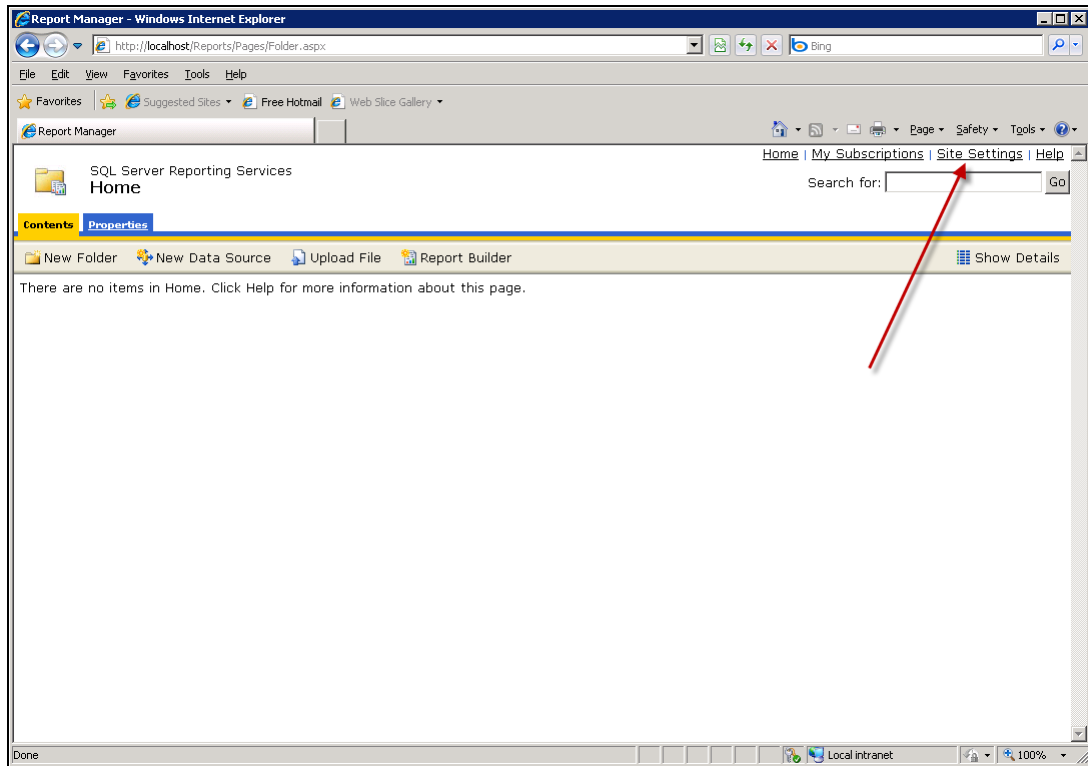 Report Manager - Windows Internet Explorer
http://localhost/Reports/Pages/Folder.aspx
Bing
File Edit View Favorites Tools Help
Favorites Suggested Sites Free Hotmail Web Slice Gallery
Report Manager
Page Safety Tools
Home | My Subscriptions | Site Settings | Help
SQL Server Reporting Services
Home
Search for: Go
Contents Properties
New Folder New Data Source Upload File Report Builder Show Details
There are no items in Home. Click Help for more information about this page.
Done Local intranet 100%